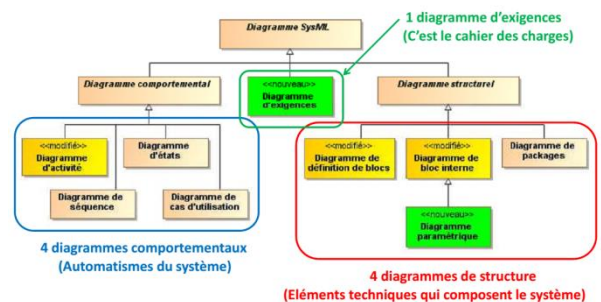 Diagramme SysML
1 diagramme d’exigences
(C’est le cahier des charges)
Diagramme comportemental
<<nouveau>>
Diagramme
d'exigences
Diagramme structurel
<<modifié>>
Diagramme
d'activité
Diagramme
d'états
Diagramme de
séquence
Diagramme de
cas d'utilisation
<<modifié>>
Diagramme de
définition de blocs
<<modifié>>
Diagramme de
bloc interne
Diagramme
de packages
<<nouveau>>
Diagramme
paramétrique
4 diagrammes comportementaux
(Automatismes du système)
4 diagrammes de structure
(Eléments techniques qui composent le système)